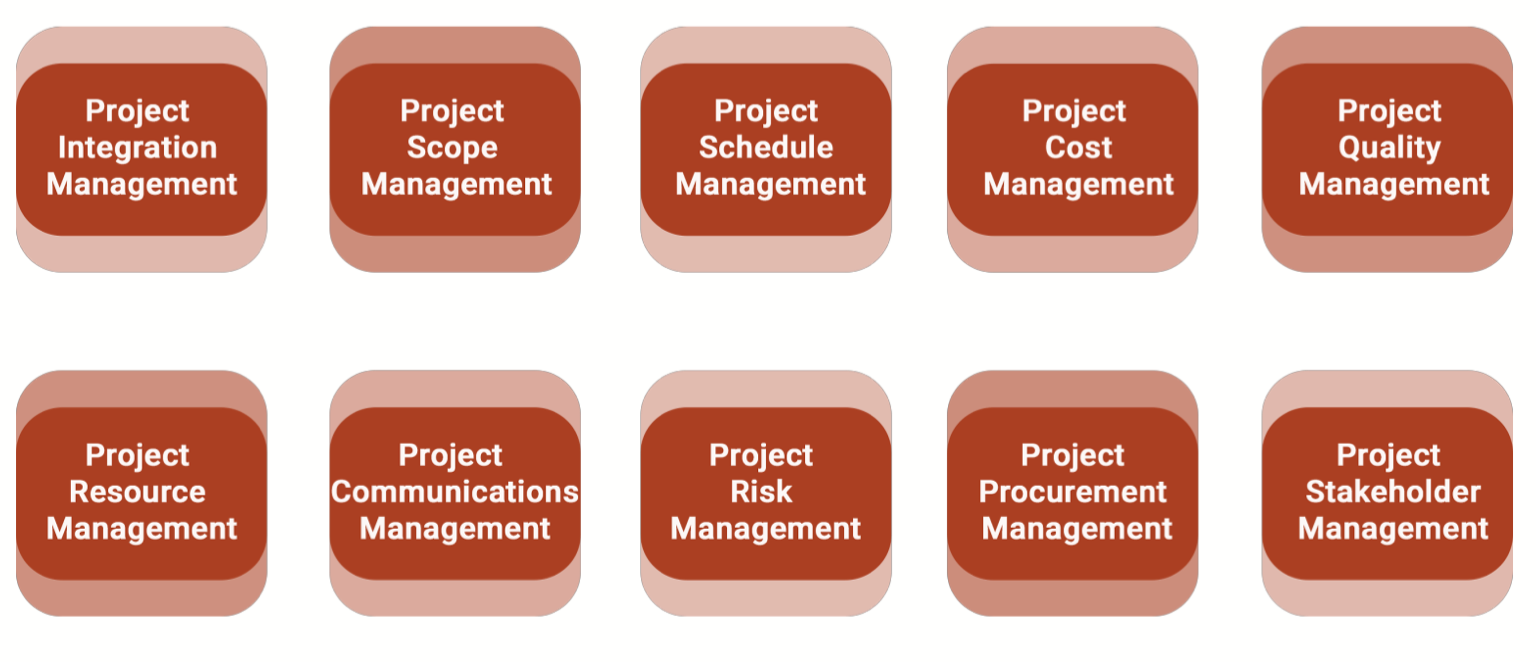 Project
Integration
Management
Project
Scope
Management
Project
Schedule
Management
Project
Cost
Management
Project
Quality
Management
Project
Resource
Management
Project
Communications
Management
Project
Risk
Management
Project
Procurement
Management
Project
Stakeholder
Management